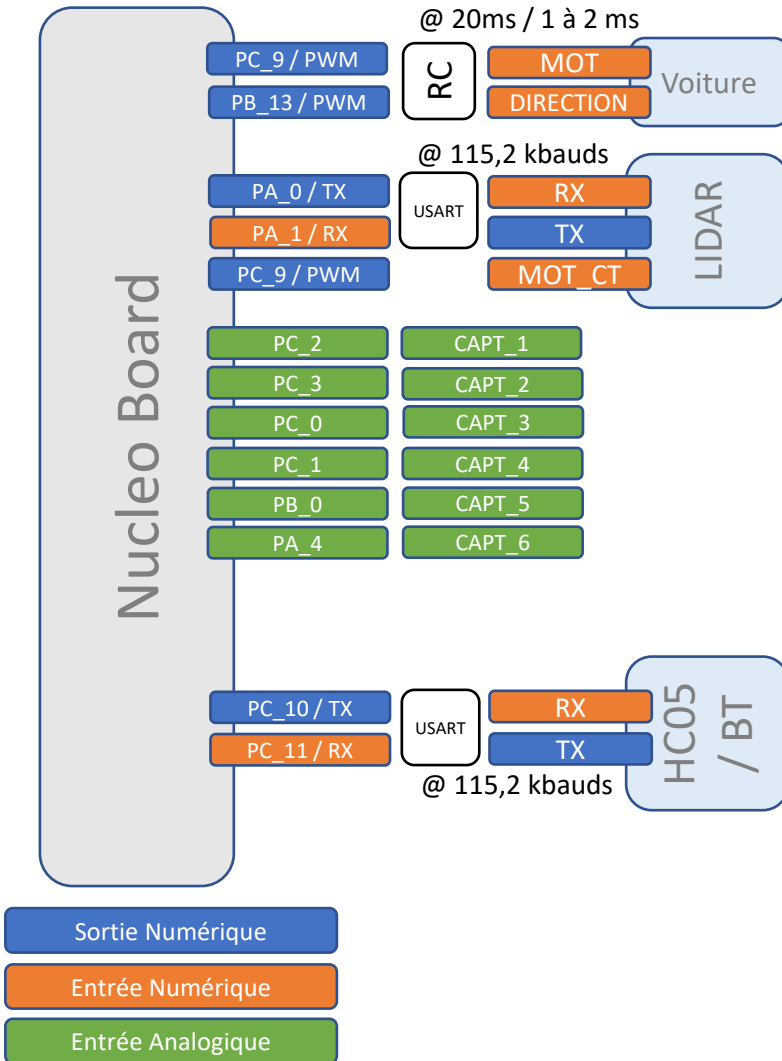 @ 20ms / 1 à 2 ms
PC_9 / PWM
RC
MOT
Voiture
PB_13 / PWM
DIRECTION
@ 115,2 kbauds
PA_0 / TX
USART
RX
LIDAR
PA_1 / RX
TX
PC_9 / PWM
MOT_CT
Nucleo Board
PC_2
CAPT_1
PC_3
CAPT_2
PC_0
CAPT_3
PC_1
CAPT_4
PB_0
CAPT_5
PA_4
CAPT_6
PC_10 / TX
USART
RX
HC05
/ BT
PC_11 / RX
TX
@ 115,2 kbauds
Sortie Numérique
Entrée Numérique
Entrée Analogique